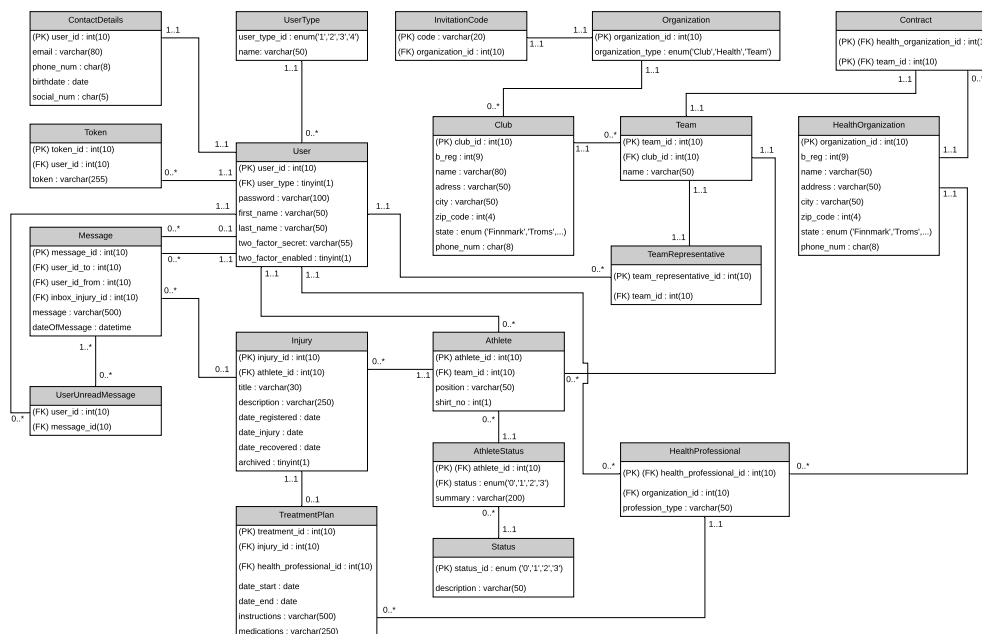 ContactDetails
(PK) user_id : int(10)
email : varchar(80)
phone_num : char(8)
birthdate : date
social_num : char(5)
1..1
UserType
user_type_id : enum('1','2','3','4')
name: varchar(50)
1..1
0..*
InvitationCode
(PK) code : varchar(20)
(FK) organization_id : int(10)
1..1
1..1
Organization
(PK) organization_id : int(10)
organization_type : enum('Club','Health','Team')
1..1
0..*
Contract
(PK) (FK) health_organization_id : int(1
(PK) (FK) team_id : int(10)
1..1
0..*
1..1
Token
(PK) token_id : int(10)
(FK) user_id : int(10)
token : varchar(255)
0..*
1..1
1..1
User
(PK) user_id : int(10)
(FK) user_type : tinyint(1)
password : varchar(100)
first_name : varchar(50)
last_name : varchar(50)
two_factor_secret: varchar(55)
two_factor_enabled : tinyint(1)
1..1
1..1
0..1
1..1
1..1
1..1
Club
(PK) club_id : int(10)
b_reg : int(9)
name : varchar(80)
adress : varchar(50)
city : varchar(50)
zip_code : int(4)
state : enum ('Finnmark','Troms',...)
phone_num : char(8)
1..1
0..*
Team
(PK) team_id : int(10)
(FK) club_id : int(10)
name : varchar(50)
1..1
1..1
1..1
HealthOrganization
(PK) organization_id : int(10)
b_reg : int(9)
name : varchar(50)
address : varchar(50)
city : varchar(50)
zip_code : int(4)
state : enum ('Finnmark','Troms',...)
phone_num : char(8)
1..1
1..1
Message
(PK) message_id : int(10)
(FK) user_id_to : int(10)
(FK) user_id_from : int(10)
(FK) inbox_injury_id : int(10)
message : varchar(500)
dateOfMessage : datetime
0..*
0..*
0..*
1..*
0..*
TeamRepresentative
(PK) team_representative_id : int(10)
(FK) team_id : int(10)
0..*
Injury
(PK) injury_id : int(10)
(FK) athlete_id : int(10)
title : varchar(30)
description : varchar(250)
date_registered : date
date_injury : date
date_recovered : date
archived : tinyint(1)
0..1
0..*
1..1
1..1
0..1
Athlete
(PK) athlete_id : int(10)
(FK) team_id : int(10)
position : varchar(50)
shirt_no : int(1)
0..*
0..*
0..*
1..1
UserUnreadMessage
(FK) user_id : int(10)
(FK) message_id(10)
0..*
AthleteStatus
(PK) (FK) athlete_id : int(10)
(FK) status : enum('0','1','2','3')
summary : varchar(200)
0..*
1..1
HealthProfessional
(PK) (FK) health_professional_id : int(10)
(FK) organization_id : int(10)
profession_type : varchar(50)
0..*
0..*
1..1
TreatmentPlan
(PK) treatment_id : int(10)
(FK) injury_id : int(10)
(FK) health_professional_id : int(10)
date_start : date
date_end : date
instructions : varchar(500)
medications : varchar(250)
0..*
Status
(PK) status_id : enum ('0','1','2','3')
description : varchar(50)